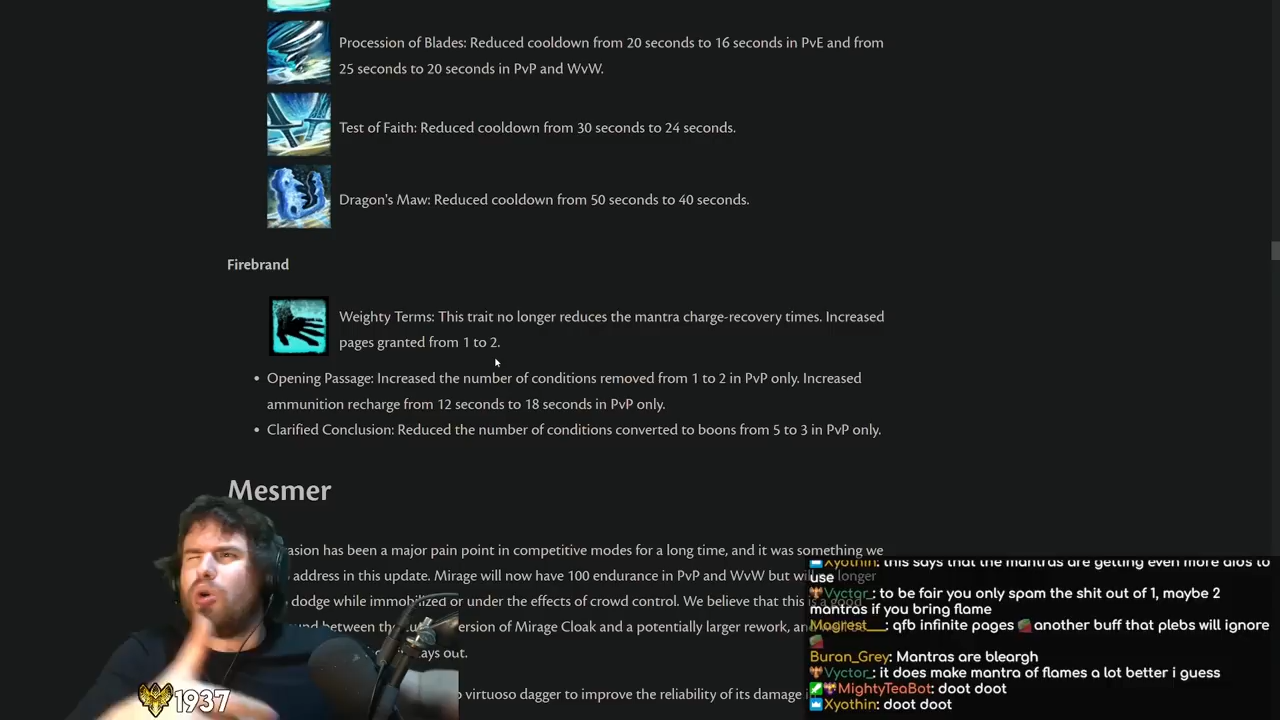 Procession of Blades: Reduced cooldown from 20 seconds to 16 seconds in PvE and from
25 seconds to 20 seconds in PvP and WvW.
Test of Faith: Reduced cooldown from 30 seconds to 24 seconds.
Dragon's Maw: Reduced cooldown from 50 seconds to 40 seconds.
Firebrand
Weighty Terms: This trait no longer reduces the mantra charge-recovery times. Increased
pages granted from 1 to 2.
• Opening Passage: Increased the number of conditions removed from 1 to 2 in PvP only. Increased
ammunition recharge from 12 seconds to 18 seconds in PvP only.
• Clarified Conclusion: Reduced the number of conditions converted to boons from 5 to 3 in PvP only.
Mesmer
has been a major pain point in competitive modes for a long time, and it was something we
address in this update. Mirage will now have 100 endurance in PvP and WvW but will longer
dodge while immobilized or under the effects of crowd control. We believe that this is a good
between the version of Mirage Cloak and a potentially larger rework, an
out.
virtuoso dagger to improve the reliability of its damage i
Xyothin: this says that the mantras are getting even more aids to
use
Vyctor_: to be fair you only spam the shit out of 1, maybe 2
mantras if you bring flame
Magrest___: qfb infinite pages another buff that plebs will ignore
Buran_Grey: Mantras are bleargh
Vyctor_: it does make mantra of flames a lot better i guess
MightyTeaBot: doot doot
Xyothin: doot doot
1937